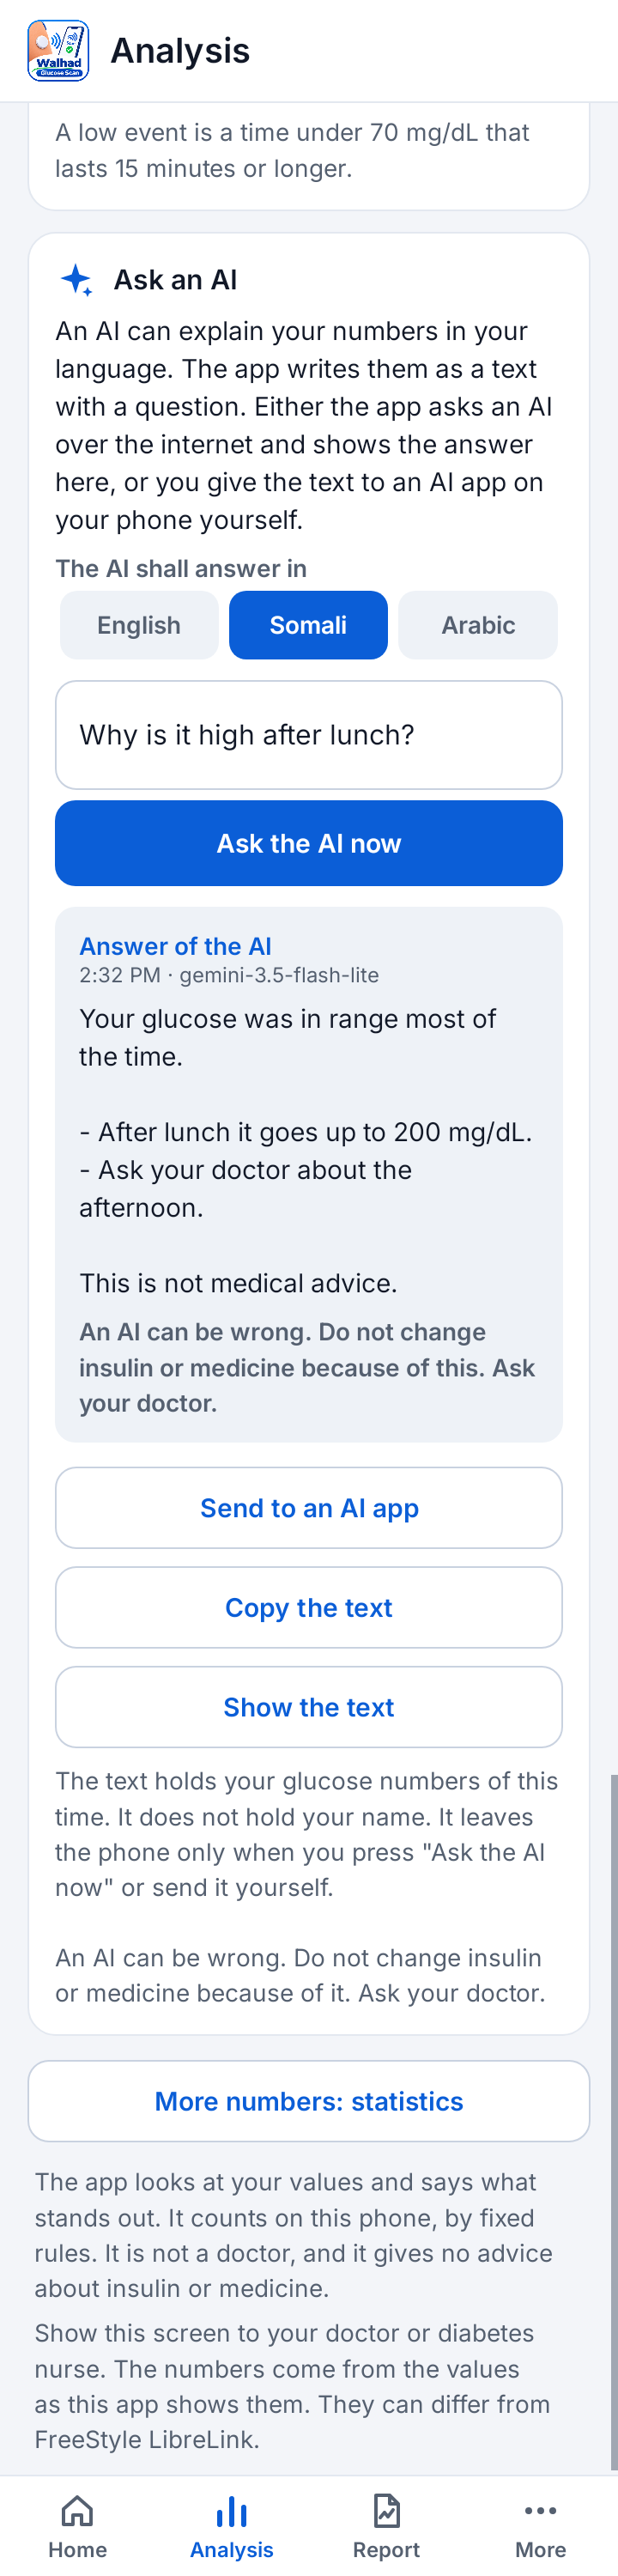 Walhad
Glucose Scan
Analysis
A low event is a time under 70 mg/dL that
lasts 15 minutes or longer.
Ask an AI
An AI can explain your numbers in your
language. The app writes them as a text
with a question. Either the app asks an AI
over the internet and shows the answer
here, or you give the text to an AI app on
your phone yourself.
The AI shall answer in
English
Somali
Arabic
Why is it high after lunch?
Ask the AI now
Answer of the AI
2:32 PM · gemini-3.5-flash-lite
Your glucose was in range most of
the time.
- After lunch it goes up to 200 mg/dL.
- Ask your doctor about the
afternoon.
This is not medical advice.
An AI can be wrong. Do not change
insulin or medicine because of this. Ask
your doctor.
Send to an AI app
Copy the text
Show the text
The text holds your glucose numbers of this
time. It does not hold your name. It leaves
the phone only when you press "Ask the AI
now" or send it yourself.
An AI can be wrong. Do not change insulin
or medicine because of it. Ask your doctor.
More numbers: statistics
The app looks at your values and says what
stands out. It counts on this phone, by fixed
rules. It is not a doctor, and it gives no advice
about insulin or medicine.
Show this screen to your doctor or diabetes
nurse. The numbers come from the values
as this app shows them. They can differ from
FreeStyle LibreLink.
Home
Analysis
Report
More